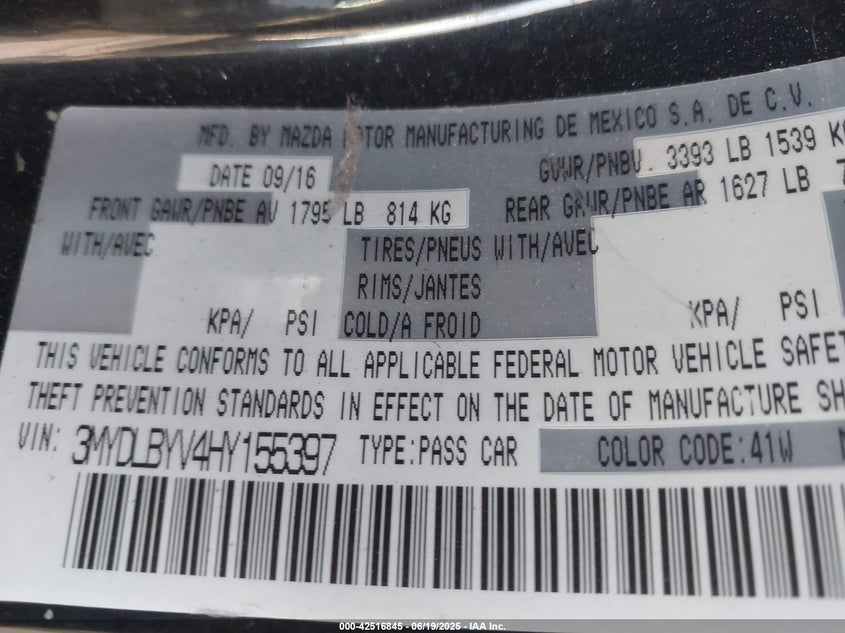 MFD. BY MAZDA MOTOR MANUFACTURING DE MEXICO S.A. DE C.V.
DATE 09/16 GVWR/PNBV 3393 LB 1539 KG
FRONT GAWR/PNBE AV 1795 LB 814 KG REAR GAWR/PNBE AR 1627 LB
WITH/AVEC TIRES/PNEUS WITH/AVEC
RIMS/JANTES
KPA/ PSI COLD/A FROID KPA/ PSI
THIS VEHICLE CONFORMS TO ALL APPLICABLE FEDERAL MOTOR VEHICLE SAFET
THEFT PREVENTION STANDARDS IN EFFECT ON THE DATE OF MANUFACTURE SH
VIN: 3MYDLBYV4HY155397 TYPE:PASS CAR COLOR CODE:41W
000-42516845 - 06/19/2025 - IAA Inc.